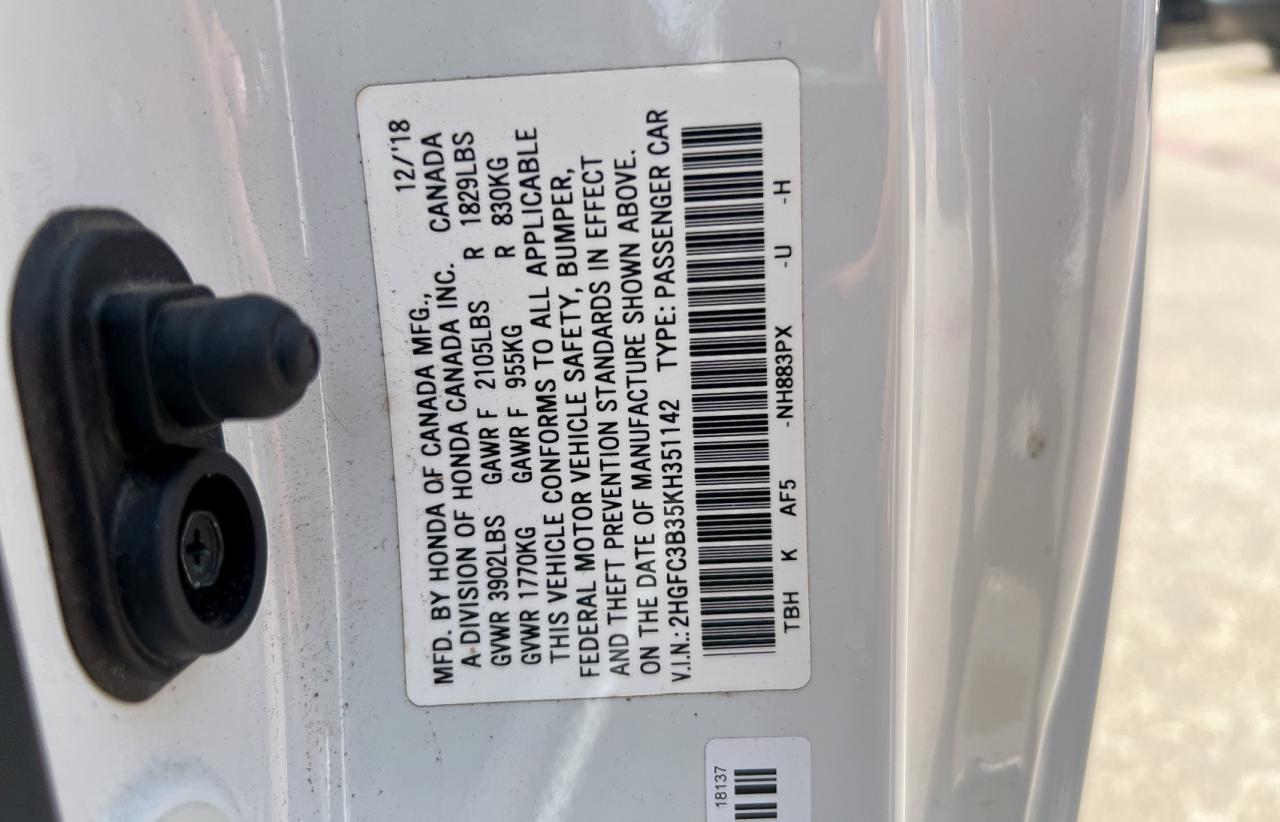 12/'18
MFD. BY HONDA OF CANADA MFG.,
A DIVISION OF HONDA CANADA INC. CANADA
GVWR 3902LBS GAWR F 2105LBS R 1829LBS
GVWR 1770KG GAWR F 955KG R 830KG
THIS VEHICLE CONFORMS TO ALL APPLICABLE
FEDERAL MOTOR VEHICLE SAFETY, BUMPER,
AND THEFT PREVENTION STANDARDS IN EFFECT
ON THE DATE OF MANUFACTURE SHOWN ABOVE.
V.I.N.: 2HGFC3B35KH351142 TYPE: PASSENGER CAR
TBH K AF5 -NH883PX -U -H
18137